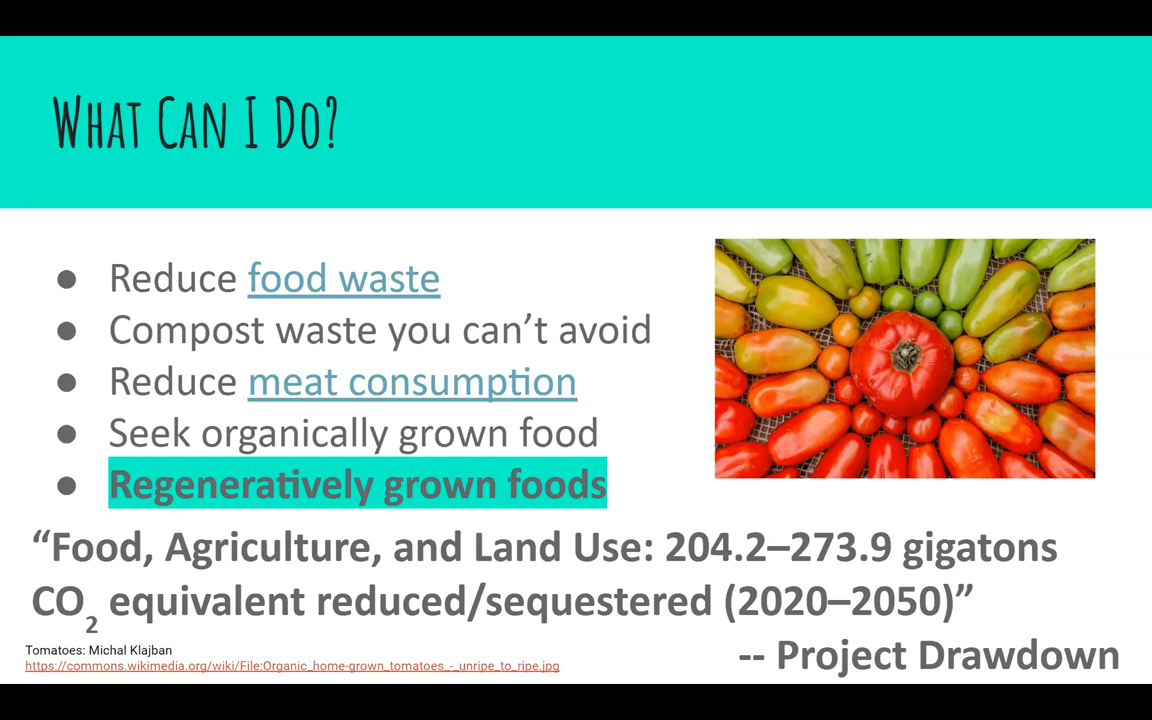 What Can I Do?
● Reduce food waste
● Compost waste you can’t avoid
● Reduce meat consumption
● Seek organically grown food
● Regeneratively grown foods
“Food, Agriculture, and Land Use: 204.2–273.9 gigatons
CO2 equivalent reduced/sequestered (2020–2050)”
Tomatoes: Michal Klajban
https://commons.wikimedia.org/wiki/File:Organic_home-grown_tomatoes_-_unripe_to_ripe.jpg
-- Project Drawdown